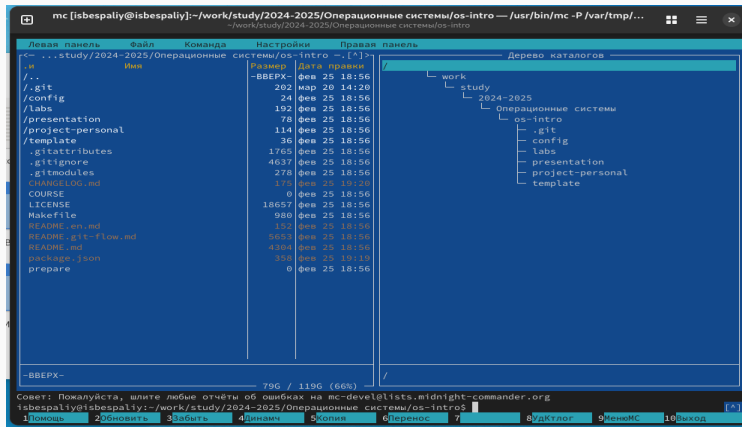 mc [isbespaliy@isbespaliy]:~/work/study/2024-2025/Операционные системы/os-intro — /usr/bin/mc -P /var/tmp/...
~/work/study/2024-2025/Операционные системы/os-intro
Левая панель Файл Команда Настройки Правая панель
<— ...study/2024-2025/Операционные системы/os-intro —.[^]>
.и Имя Размер Дата правки
/.. -ВВЕРХ- фев 25 18:56
/.git 202 мар 20 14:20
/config 24 фев 25 18:56
/labs 192 фев 25 18:56
/presentation 78 фев 25 18:56
/project-personal 114 фев 25 18:56
/template 36 фев 25 18:56
.gitattributes 1765 фев 25 18:56
.gitignore 4637 фев 25 18:56
.gitmodules 278 фев 25 18:56
CHANGELOG.md 175 фев 25 19:20
COURSE 0 фев 25 18:56
LICENSE 18657 фев 25 18:56
Makefile 980 фев 25 18:56
README.en.md 152 фев 25 18:56
README.git-flow.md 5653 фев 25 18:56
README.md 4304 фев 25 18:56
package.json 358 фев 25 19:19
prepare 0 фев 25 18:56
-ВВЕРХ-
79G / 119G (66%)
Дерево каталогов
/
work
study
2024-2025
Операционные системы
os-intro
.git
config
labs
presentation
project-personal
template
/
Совет: Пожалуйста, шлите любые отчёты об ошибках на mc-devel@lists.midnight-commander.org
isbespaliy@isbespaliy:~/work/study/2024-2025/Операционные системы/os-intro$ [^]
1Помощь 2Обновить 3Забыть 4Динамч 5Копия 6Перенос 7 8УдКтлог 9МенюМС 10Выход